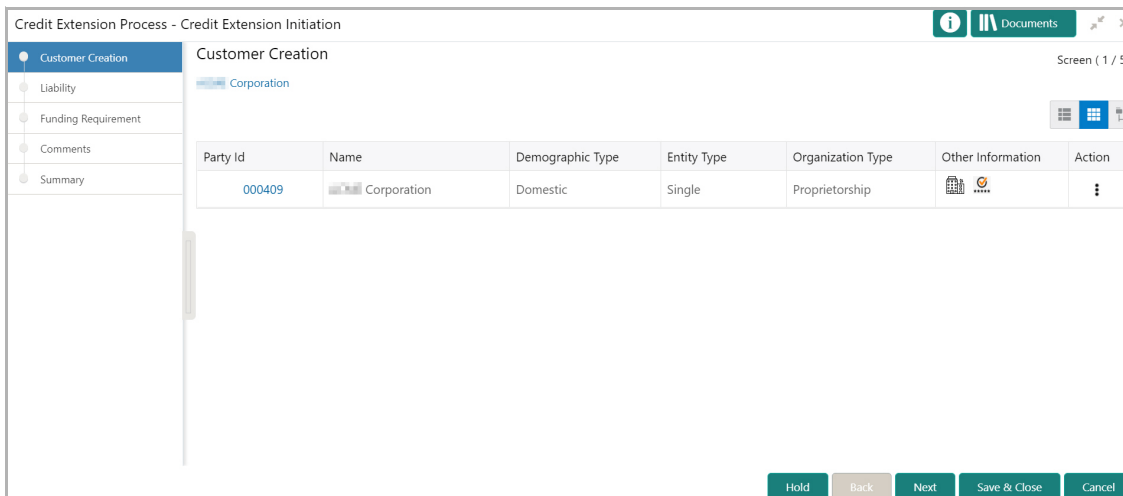 Credit Extension Process - Credit Extension Initiation
i Documents
Customer Creation
Liability
Funding Requirement
Comments
Summary
Customer Creation
Screen ( 1 / 5
Corporation
Party Id Name Demographic Type Entity Type Organization Type Other Information Action
000409 Corporation Domestic Single Proprietorship
Hold Back Next Save & Close Cancel